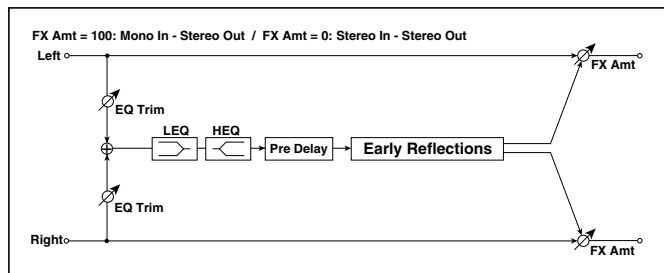 FX Amt = 100: Mono In - Stereo Out / FX Amt = 0: Stereo In - Stereo Out
Left
FX Amt
EQ Trim
LEQ
HEQ
Pre Delay
Early Reflections
EQ Trim
Right
FX Amt